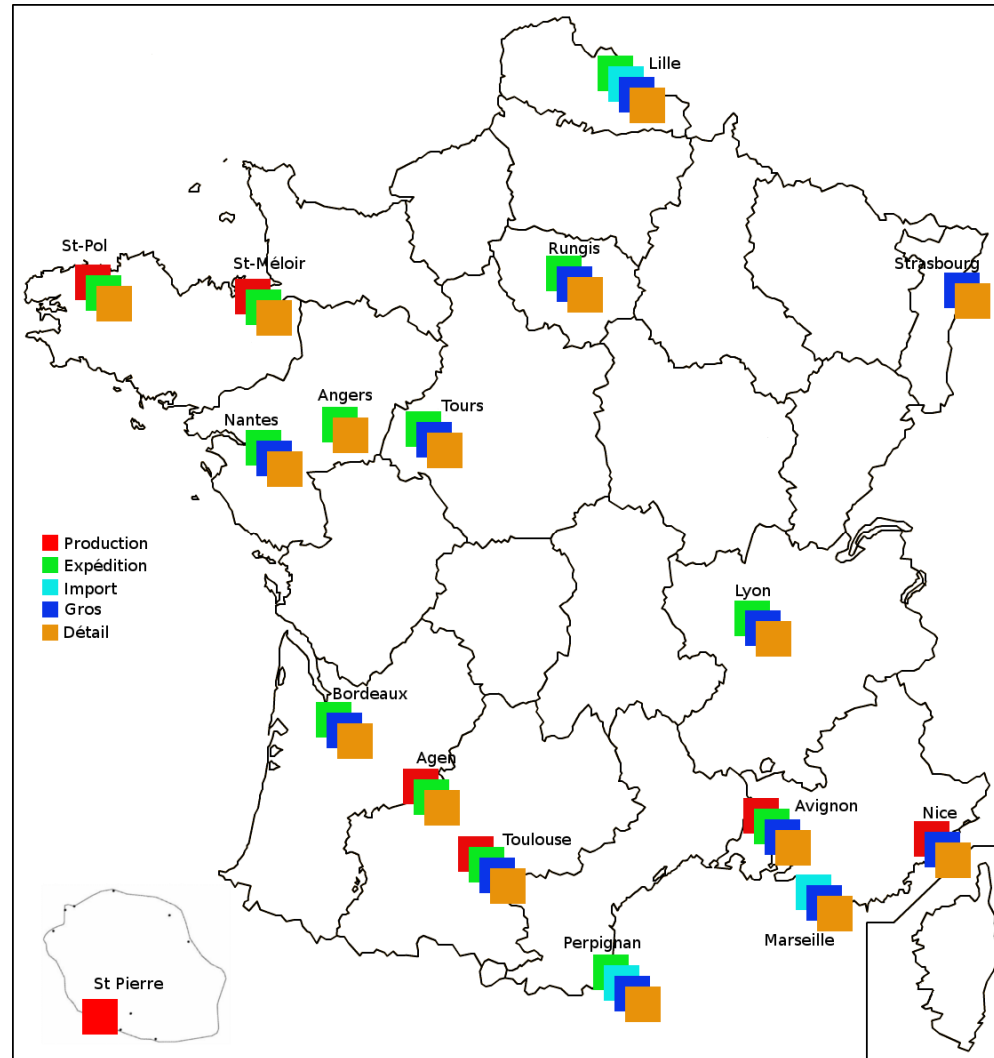 Lille
St-Pol
St-Méloir
Rungis
Strasbourg
Nantes
Angers
Tours
Production
Expédition
Import
Gros
Détail
Lyon
Bordeaux
Agen
Toulouse
Avignon
Nice
Perpignan
Marseille
St Pierre